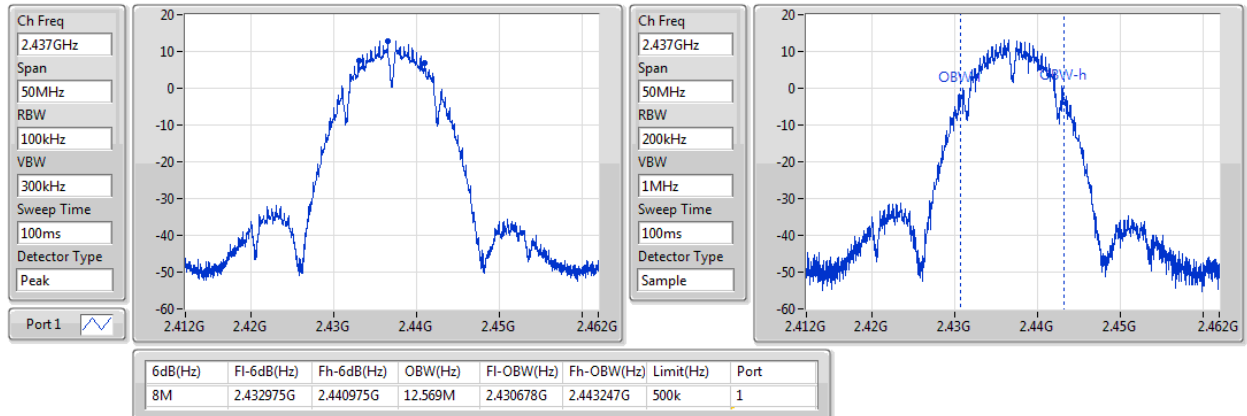 Ch Freq
2.437GHz
Span
50MHz
RBW
100kHz
VBW
300kHz
Sweep Time
100ms
Detector Type
Peak
Port 1
20
10
0
-10
-20
-30
-40
-50
-60
2.412G 2.42G 2.43G 2.44G 2.45G 2.462G
Ch Freq
2.437GHz
Span
50MHz
RBW
200kHz
VBW
1MHz
Sweep Time
100ms
Detector Type
Sample
20
10
0
-10
-20
-30
-40
-50
-60
OBW-h
2.412G 2.42G 2.43G 2.44G 2.45G 2.462G
6dB(Hz) Fl-6dB(Hz) Fh-6dB(Hz) OBW(Hz) Fl-OBW(Hz) Fh-OBW(Hz) Limit(Hz) Port
8M 2.432975G 2.440975G 12.569M 2.430678G 2.443247G 500k 1